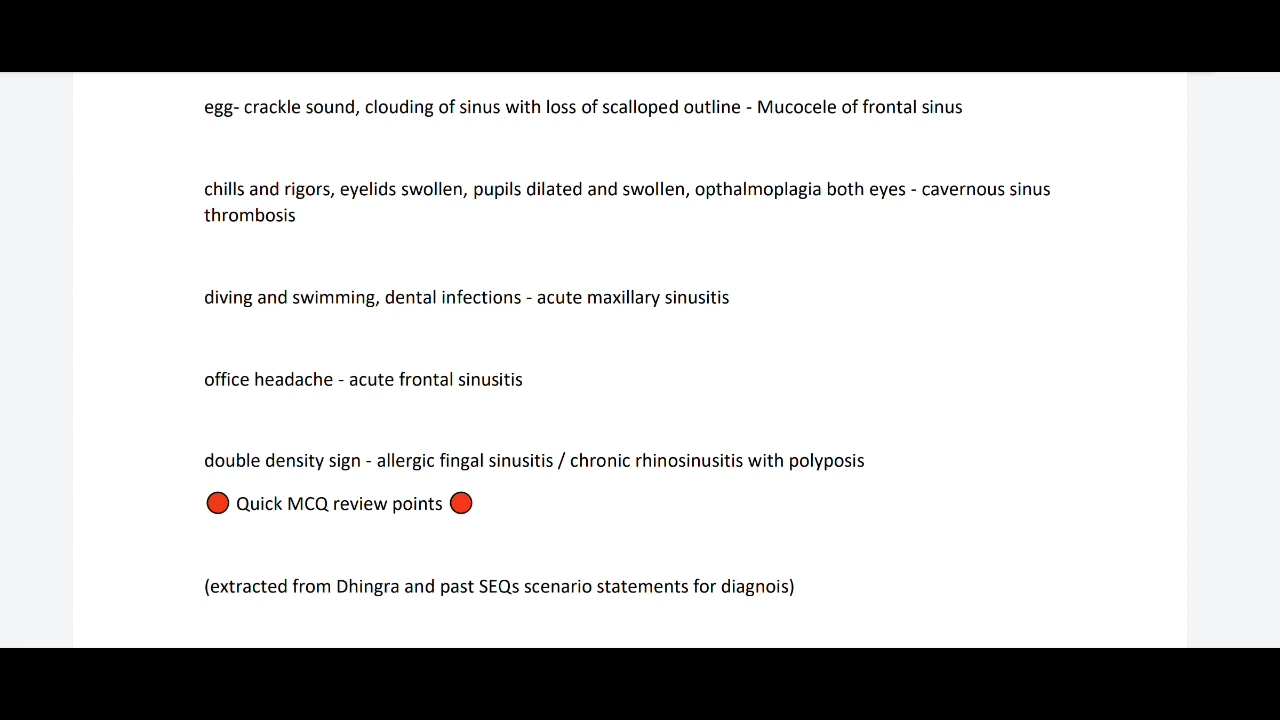 egg- crackle sound, clouding of sinus with loss of scalloped outline - Mucocele of frontal sinus
chills and rigors, eyelids swollen, pupils dilated and swollen, opthalmoplagia both eyes - cavernous sinus
thrombosis
diving and swimming, dental infections - acute maxillary sinusitis
office headache - acute frontal sinusitis
double density sign - allergic fingal sinusitis / chronic rhinosinusitis with polyposis
🔴 Quick MCQ review points 🔴
(extracted from Dhingra and past SEQs scenario statements for diagnois)